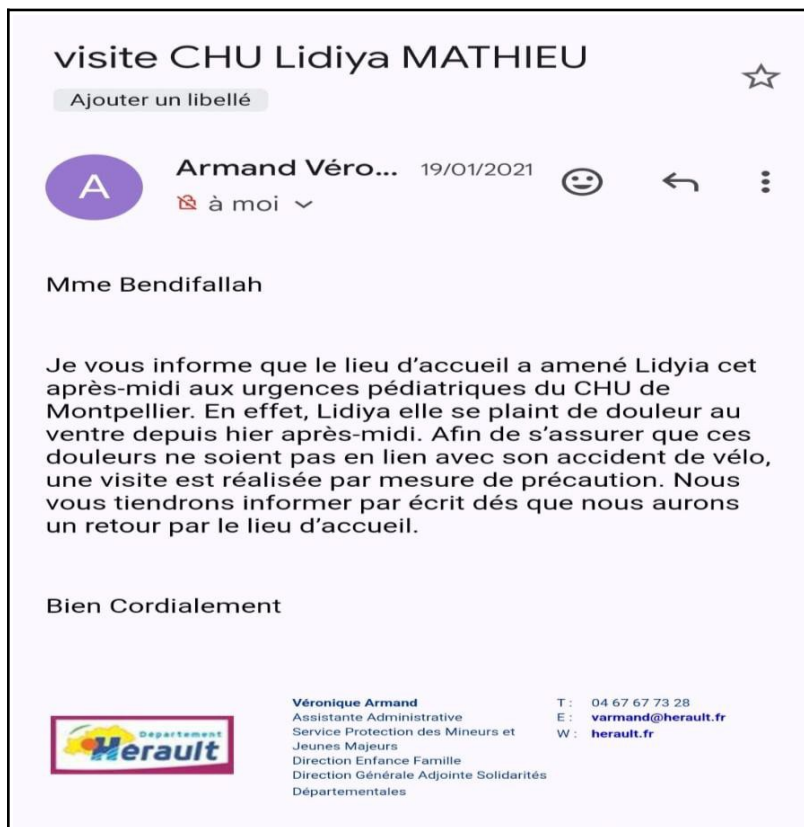 visite CHU Lidiya MATHIEU
Ajouter un libellé
A
Armand Véro... 19/01/2021
à moi
Mme Bendifallah
Je vous informe que le lieu d'accueil a amené Lidyia cet
après-midi aux urgences pédiatriques du CHU de
Montpellier. En effet, Lidiya elle se plaint de douleur au
ventre depuis hier après-midi. Afin de s'assurer que ces
douleurs ne soient pas en lien avec son accident de vélo,
une visite est réalisée par mesure de précaution. Nous
vous tiendrons informer par écrit dés que nous aurons
un retour par le lieu d'accueil.
Bien Cordialement
Département
Herault
Véronique Armand
Assistante Administrative
Service Protection des Mineurs et
Jeunes Majeurs
Direction Enfance Famille
Direction Générale Adjointe Solidarités
Départementales
T : 04 67 67 73 28
E : varmand@herault.fr
W : herault.fr